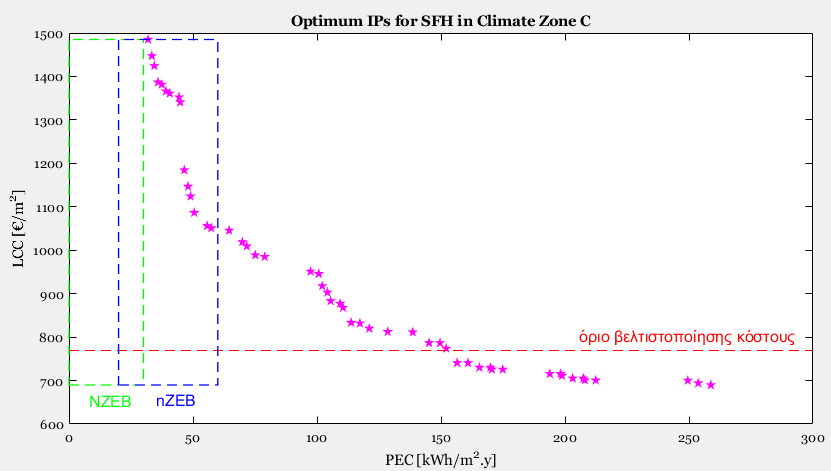 Optimum IPs for SFH in Climate Zone C
LCC [€/m²]
1500
1400
1300
1200
1100
1000
900
800
700
600
όριο βελτιστοποίησης κόστους
NZEB
nZEB
0
50
100
150
200
250
300
PEC [kWh/m².y]